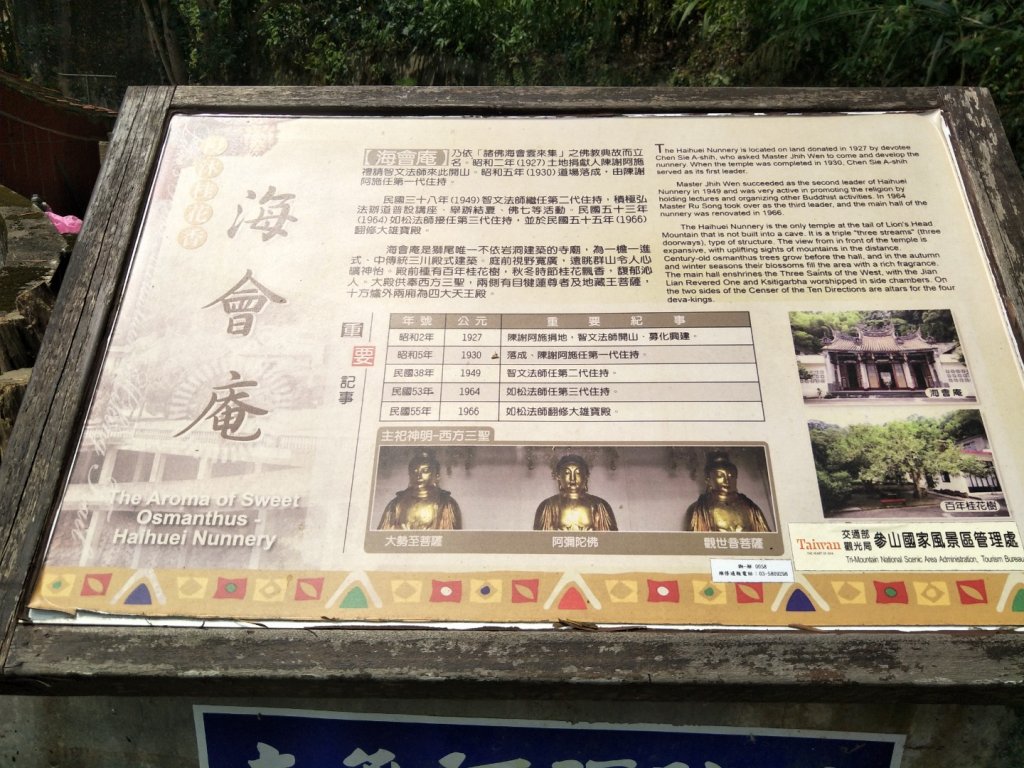 海會庵
The Aroma of Sweet
Osmanthus -
Haihuei Nunnery
【海會庵】乃依「諸佛海會雲來集」之佛教典故而立
名。昭和二年(1927)土地捐獻人陳謝阿施
禮請智文法師來此開山。昭和五年(1930)道場落成,由陳謝
阿施任第一代住持。
民國三十八年(1949)智文法師繼任第二代住持,積極弘
法辦道普設講座、舉辦結夏、佛七等活動。民國五十三年
(1964)如松法師接任第三代住持,並於民國五十五年(1966)
翻修大雄寶殿。
海會庵是獅尾唯一不依岩洞建築的寺廟,為一檐一進
式、中傳統三川殿式建築。庭前視野寬廣,遠眺群山令人心
曠神怡。殿前種有百年桂花樹,秋冬時節桂花飄香,馥郁沁
人。大殿供奉西方三聖,兩側有目犍蓮尊者及地藏王菩薩,
十方爐外兩廂為四大天王殿。
The Haihuei Nunnery is located on land donated in 1927 by devotee
Chen Sie A-shih, who asked Master Jhih Wen to come and develop the
nunnery. When the temple was completed in 1930, Chen Sie A-shih
served as its first leader.
Master Jhih Wen succeeded as the second leader of Haihuei
Nunnery in 1949 and was very active in promoting the religion by
holding lectures and organizing other Buddhist activities. In 1964
Master Ru Song took over as the third leader, and the main hall of the
nunnery was renovated in 1966.
The Haihuei Nunnery is the only temple at the tail of Lion's Head
Mountain that is not built into a cave. It is a triple "three streams" (three
doorways), type of structure. The view from in front of the temple is
expansive, with uplifting sights of mountains in the distance.
Century-old osmanthus trees grow before the hall, and in the autumn
and winter seasons their blossoms fill the area with a rich fragrance.
The main hall enshrines the Three Saints of the West, with the Jian
Lian Revered One and Ksitigarbha worshipped in side chambers. On
the two sides of the Censer of the Ten Directions are altars for the four
deva-kings.
重要記事
年號 公元 重要紀事
昭和2年 1927 陳謝阿施捐地,智文法師開山、募化興建。
昭和5年 1930 落成、陳謝阿施任第一代住持。
民國38年 1949 智文法師任第二代住持。
民國53年 1964 如松法師任第三代住持。
民國55年 1966 如松法師翻修大雄寶殿。
主祀神明-西方三聖
大勢至菩薩
阿彌陀佛
觀世音菩薩
海會庵
百年桂花樹
Taiwan
交通部
觀光局
參山國家風景區管理處
Tri-Mountain National Scenic Area Administration, Tourism Bureau